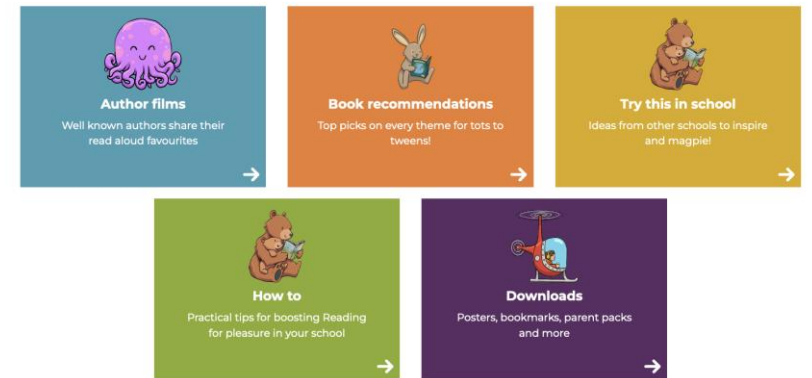 Author films
Well known authors share their
read aloud favourites
Book recommendations
Top picks on every theme for tots to
tweens!
Try this in school
Ideas from other schools to inspire
and magpie!
How to
Practical tips for boosting Reading
for pleasure in your school
Downloads
Posters, bookmarks, parent packs
and more